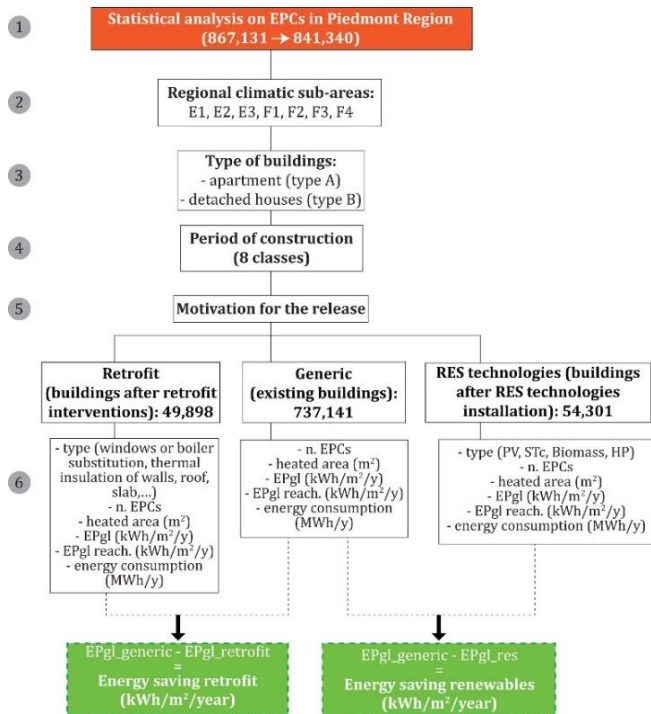 1
Statistical analysis on EPCs in Piedmont Region
(867,131 → 841,340)
2
Regional climatic sub-areas:
E1, E2, E3, F1, F2, F3, F4
3
Type of buildings:
- apartment (type A)
- detached houses (type B)
4
Period of construction
(8 classes)
5
Motivation for the release
Retrofit
(buildings after retrofit
interventions): 49,898
Generic
(existing buildings):
737,141
RES technologies (buildings
after RES technologies
installation): 54,301
6
- type (windows or boiler
substitution, thermal
insulation of walls, roof,
slab,...)
- n. EPCs
- heated area (m²)
- EPgl (kWh/m²/y)
- EPgl reach. (kWh/m²/y)
- energy consumption
(MWh/y)
- n. EPCs
- heated area (m²)
- EPgl (kWh/m²/y)
- EPgl reach. (kWh/m²/y)
- energy consumption
(MWh/y)
- type (PV, STc, Biomass, HP)
- n. EPCs
- heated area (m²)
- EPgl (kWh/m²/y)
- EPgl reach. (kWh/m²/y)
- energy consumption (MWh/y)
EPgl_generic - EPgl_retrofit
=
Energy saving retrofit
(kWh/m²/year)
EPgl_generic - EPgl_res
=
Energy saving renewables
(kWh/m²/year)